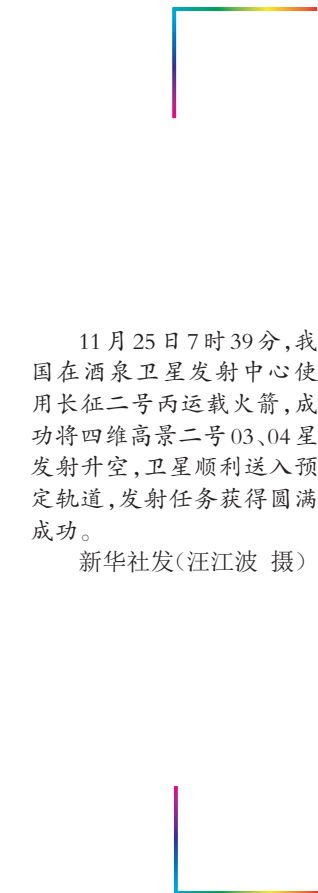 11月25日7时39分，我
国在酒泉卫星发射中心使
用长征二号丙运载火箭，成
功将四维高景二号03、04星
发射升空，卫星顺利送入预
定轨道，发射任务获得圆满
成功。
新华社发（汪江波 摄）